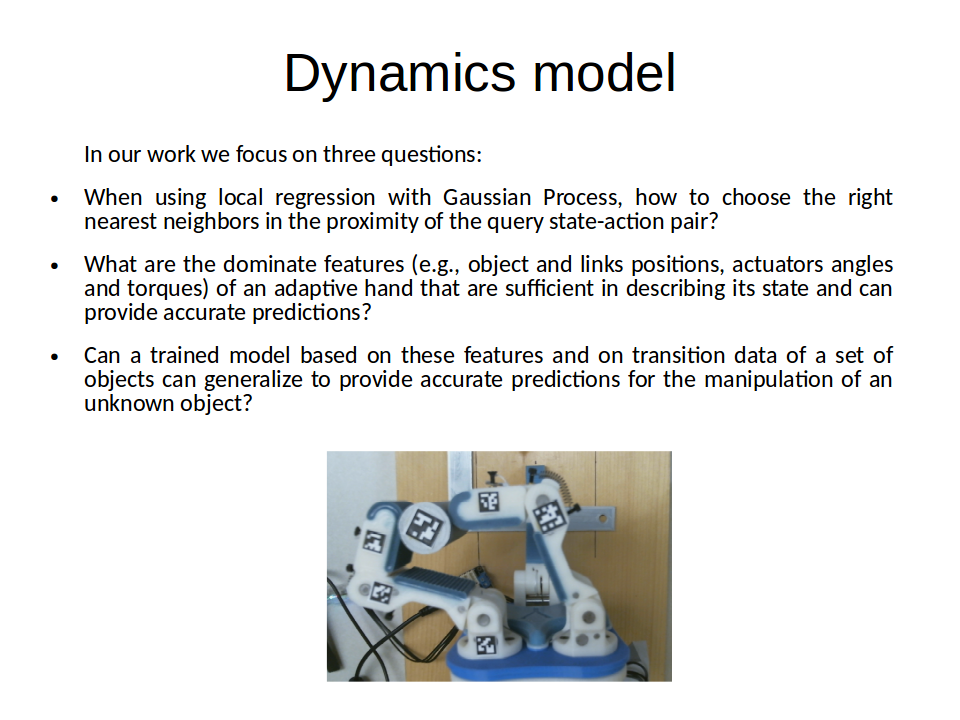 Dynamics model
In our work we focus on three questions:
• When using local regression with Gaussian Process, how to choose the right
nearest neighbors in the proximity of the query state-action pair?
• What are the dominate features (e.g., object and links positions, actuators angles
and torques) of an adaptive hand that are sufficient in describing its state and can
provide accurate predictions?
• Can a trained model based on these features and on transition data of a set of
objects can generalize to provide accurate predictions for the manipulation of an
unknown object?